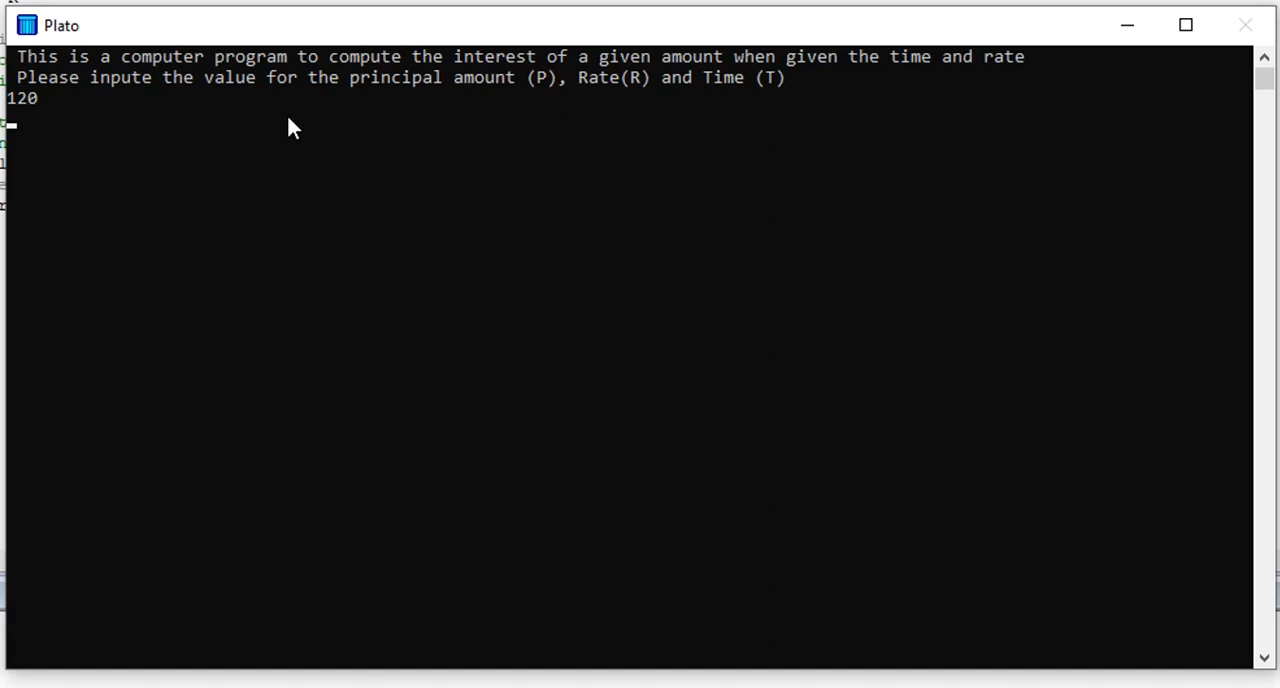 Plato
This is a computer program to compute the interest of a given amount when given the time and rate
Please inpute the value for the principal amount (P), Rate(R) and Time (T)
120